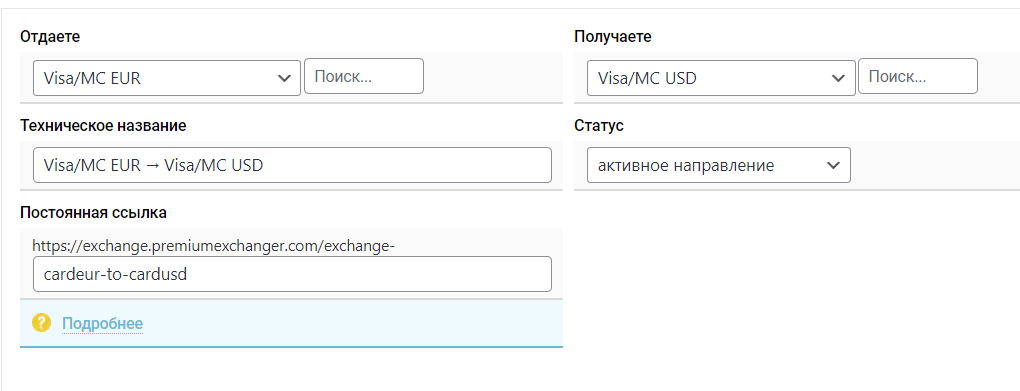 Отдаете
Получаете
Visa/MC EUR
Поиск...
Visa/MC USD
Поиск...
Техническое название
Статус
Visa/MC EUR → Visa/MC USD
активное направление
Постоянная ссылка
https://exchange.premiumexchanger.com/exchange-
cardeur-to-cardusd
? Подробнее